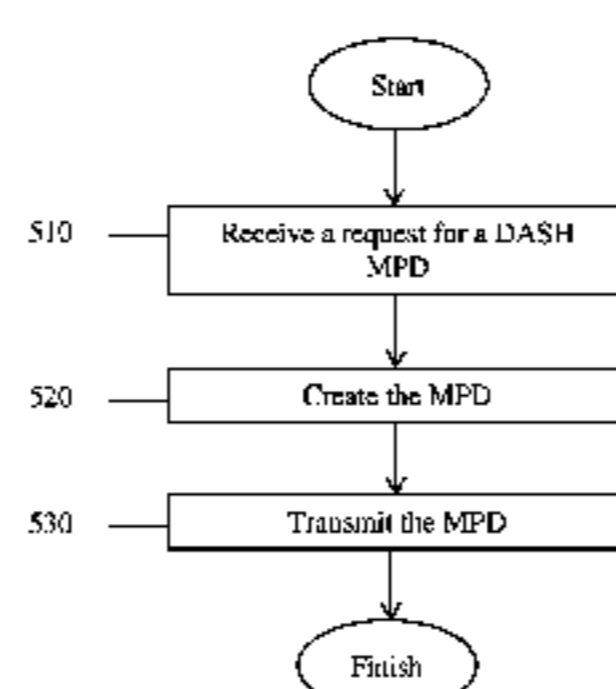 Start
510
Receive a request for a DASH
MPD
520
Create the MPD
530
Transmit the MPD
Finish